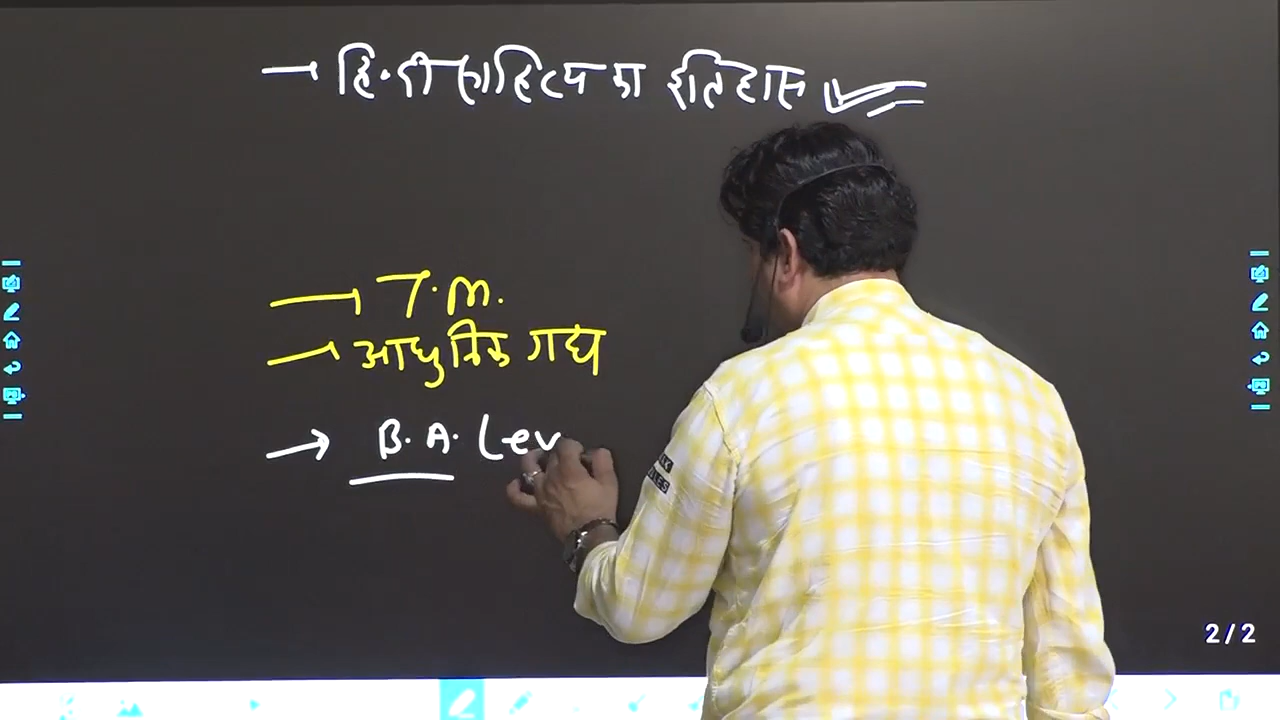 → हिन्दी साहित्य का इतिहास
→ T.M.
→ आधुनिक गद्य
→ B.A. Lev
2/2